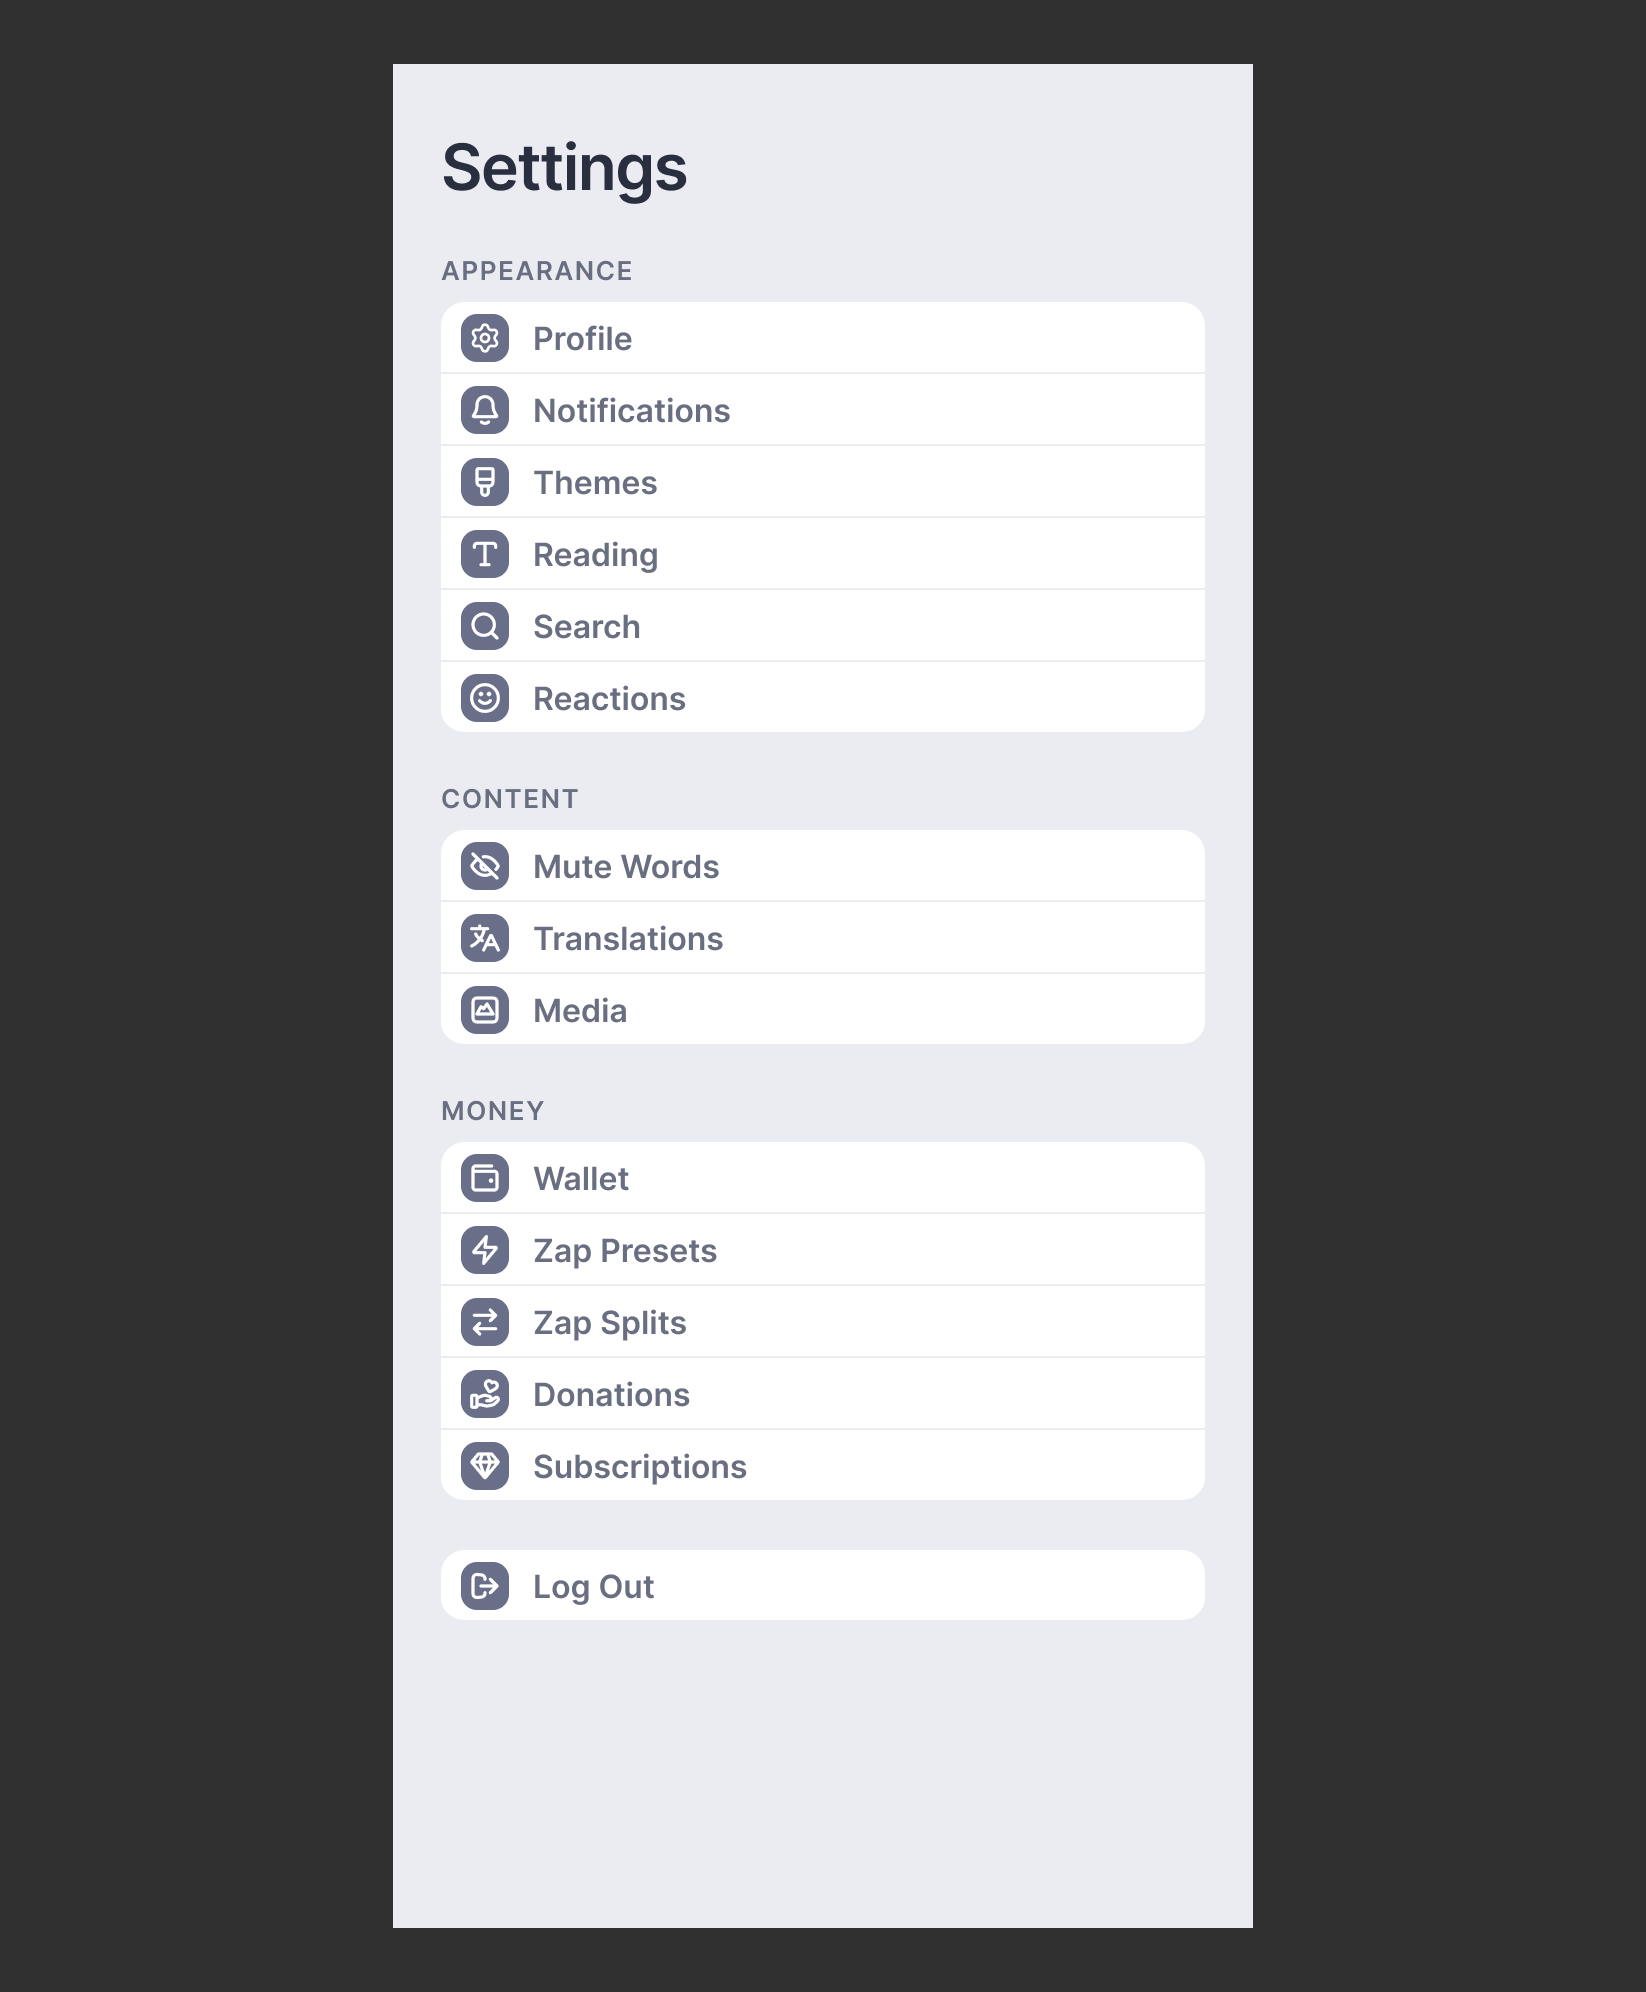 Settings
APPEARANCE
Profile
Notifications
Themes
Reading
Search
Reactions
CONTENT
Mute Words
Translations
Media
MONEY
Wallet
Zap Presets
Zap Splits
Donations
Subscriptions
Log Out